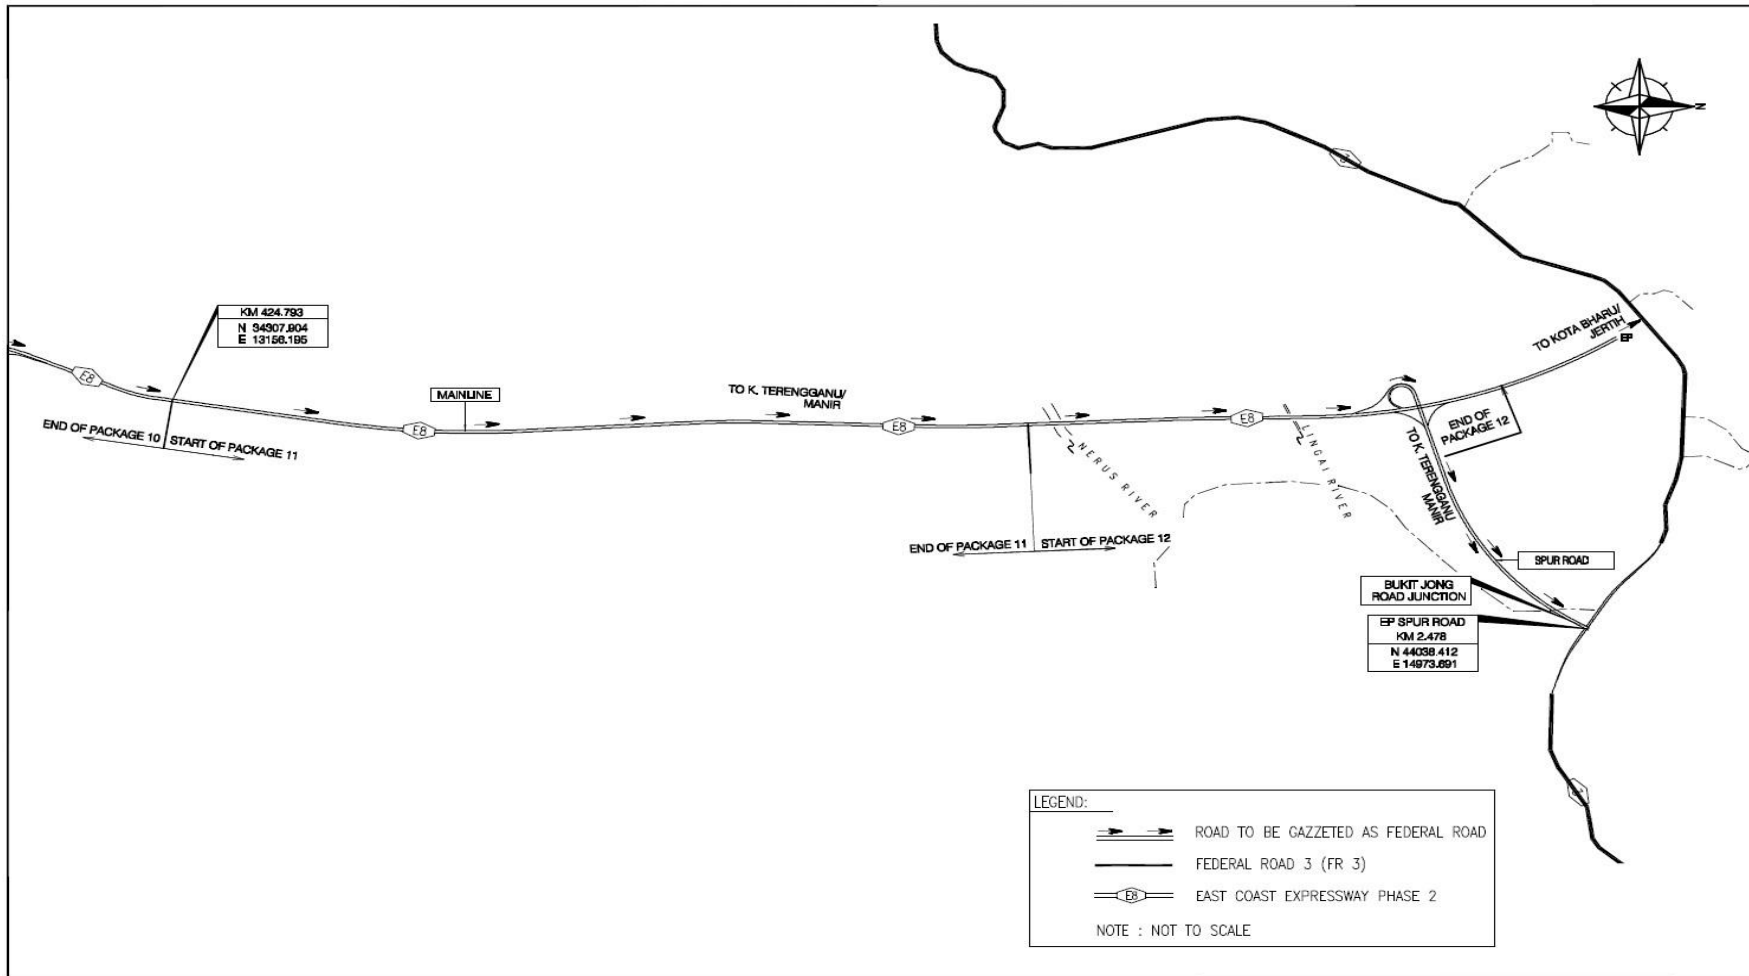 N
E8
KM 424.793
N 34307.904
E 13156.195
MAINLINE
END OF PACKAGE 10
START OF PACKAGE 11
E8
TO K. TERENGGANU/
MANIR
E8
END OF PACKAGE 11
START OF PACKAGE 12
NERUS RIVER
E8
LINGAI RIVER
TO KOTA BHARU/
JERTIH
EP
END OF
PACKAGE 12
TO K. TERENGGANU
MANIR
SPUR ROAD
BUKIT JONG
ROAD JUNCTION
EP SPUR ROAD
KM 2.478
N 44038.412
E 14973.691
LEGEND:
ROAD TO BE GAZZETED AS FEDERAL ROAD
FEDERAL ROAD 3 (FR 3)
E8
EAST COAST EXPRESSWAY PHASE 2
NOTE : NOT TO SCALE